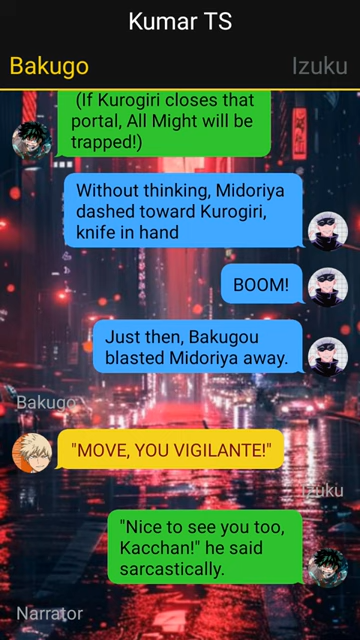 Kumar TS
Bakugo
Izuku
(If Kurogiri closes that
portal, All Might will be
trapped!)
Without thinking, Midoriya
dashed toward Kurogiri,
knife in hand
BOOM!
Just then, Bakugou
blasted Midoriya away.
Bakugo
"MOVE, YOU VIGILANTE!"
Izuku
"Nice to see you too,
Kacchan!" he said
sarcastically.
Narrator